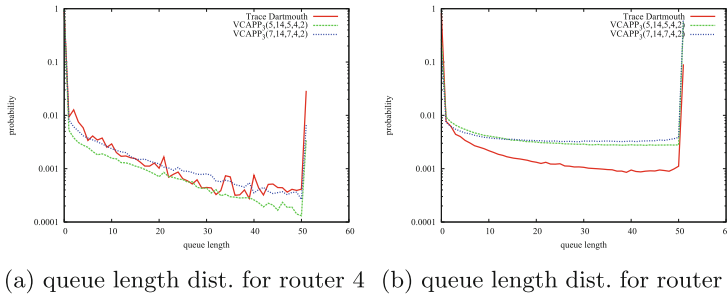 1
0.1
0.01
0.001
0.0001
probability
0 10 20 30 40 50 60
queue length
Trace Dartmouth
VCAPP3(5,14,5,4,2)
VCAPP3(7,14,7,4,2)
(a) queue length dist. for router 4
1
0.1
0.01
0.001
0.0001
probability
0 10 20 30 40 50 60
queue length
Trace Dartmouth
VCAPP3(5,14,5,4,2)
VCAPP3(7,14,7,4,2)
(b) queue length dist. for router